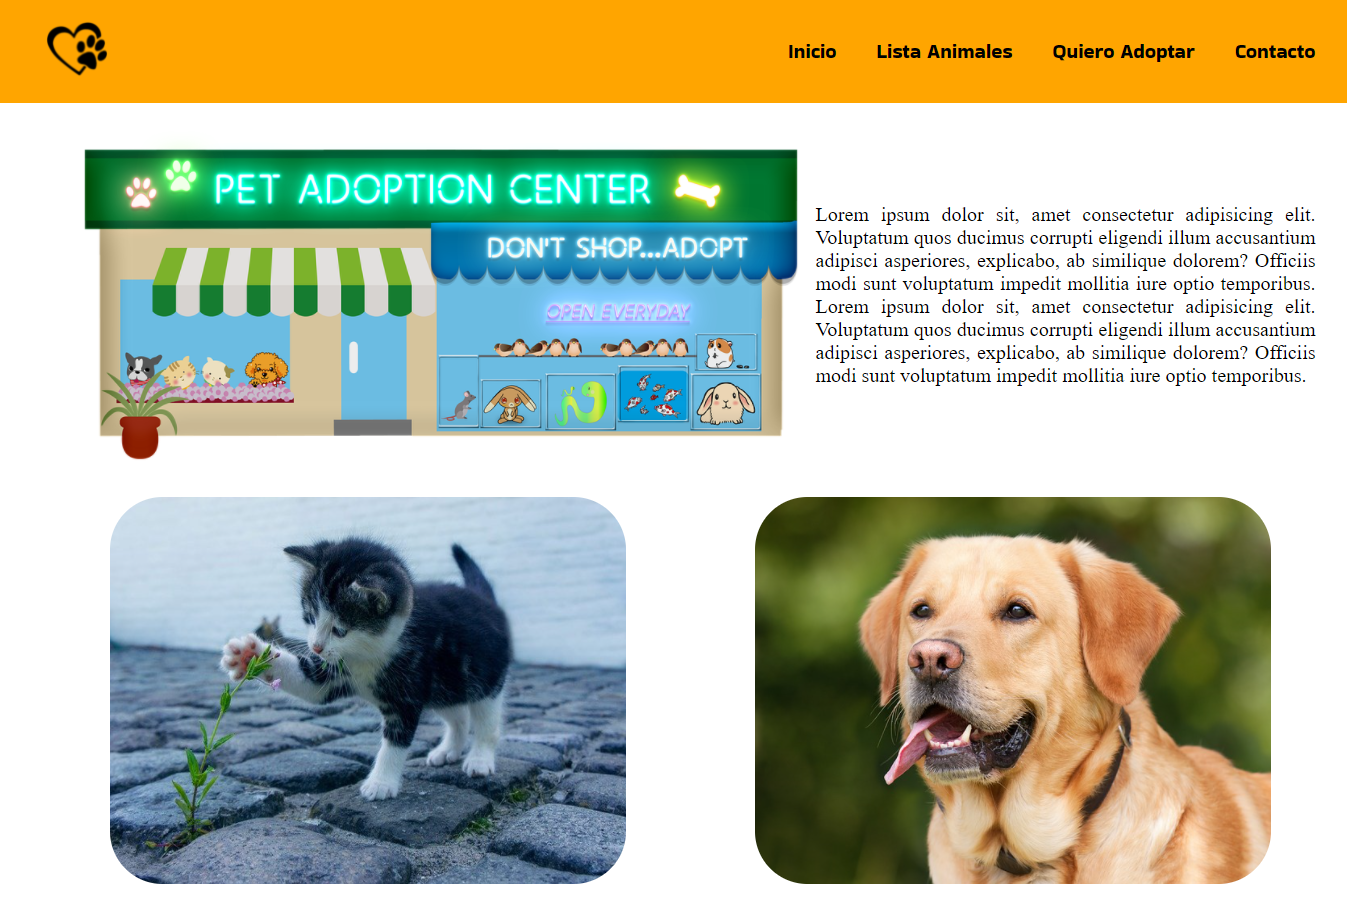 Inicio Lista Animales Quiero Adoptar Contacto
PET ADOPTION CENTER
DON'T SHOP...ADOPT
OPEN EVERYDAY
Lorem ipsum dolor sit, amet consectetur adipisicing elit.
Voluptatum quos ducimus corrupti eligendi illum accusantium
adipisci asperiores, explicabo, ab similique dolorem? Officiis
modi sunt voluptatum impedit mollitia iure optio temporibus.
Lorem ipsum dolor sit, amet consectetur adipisicing elit.
Voluptatum quos ducimus corrupti eligendi illum accusantium
adipisci asperiores, explicabo, ab similique dolorem? Officiis
modi sunt voluptatum impedit mollitia iure optio temporibus.